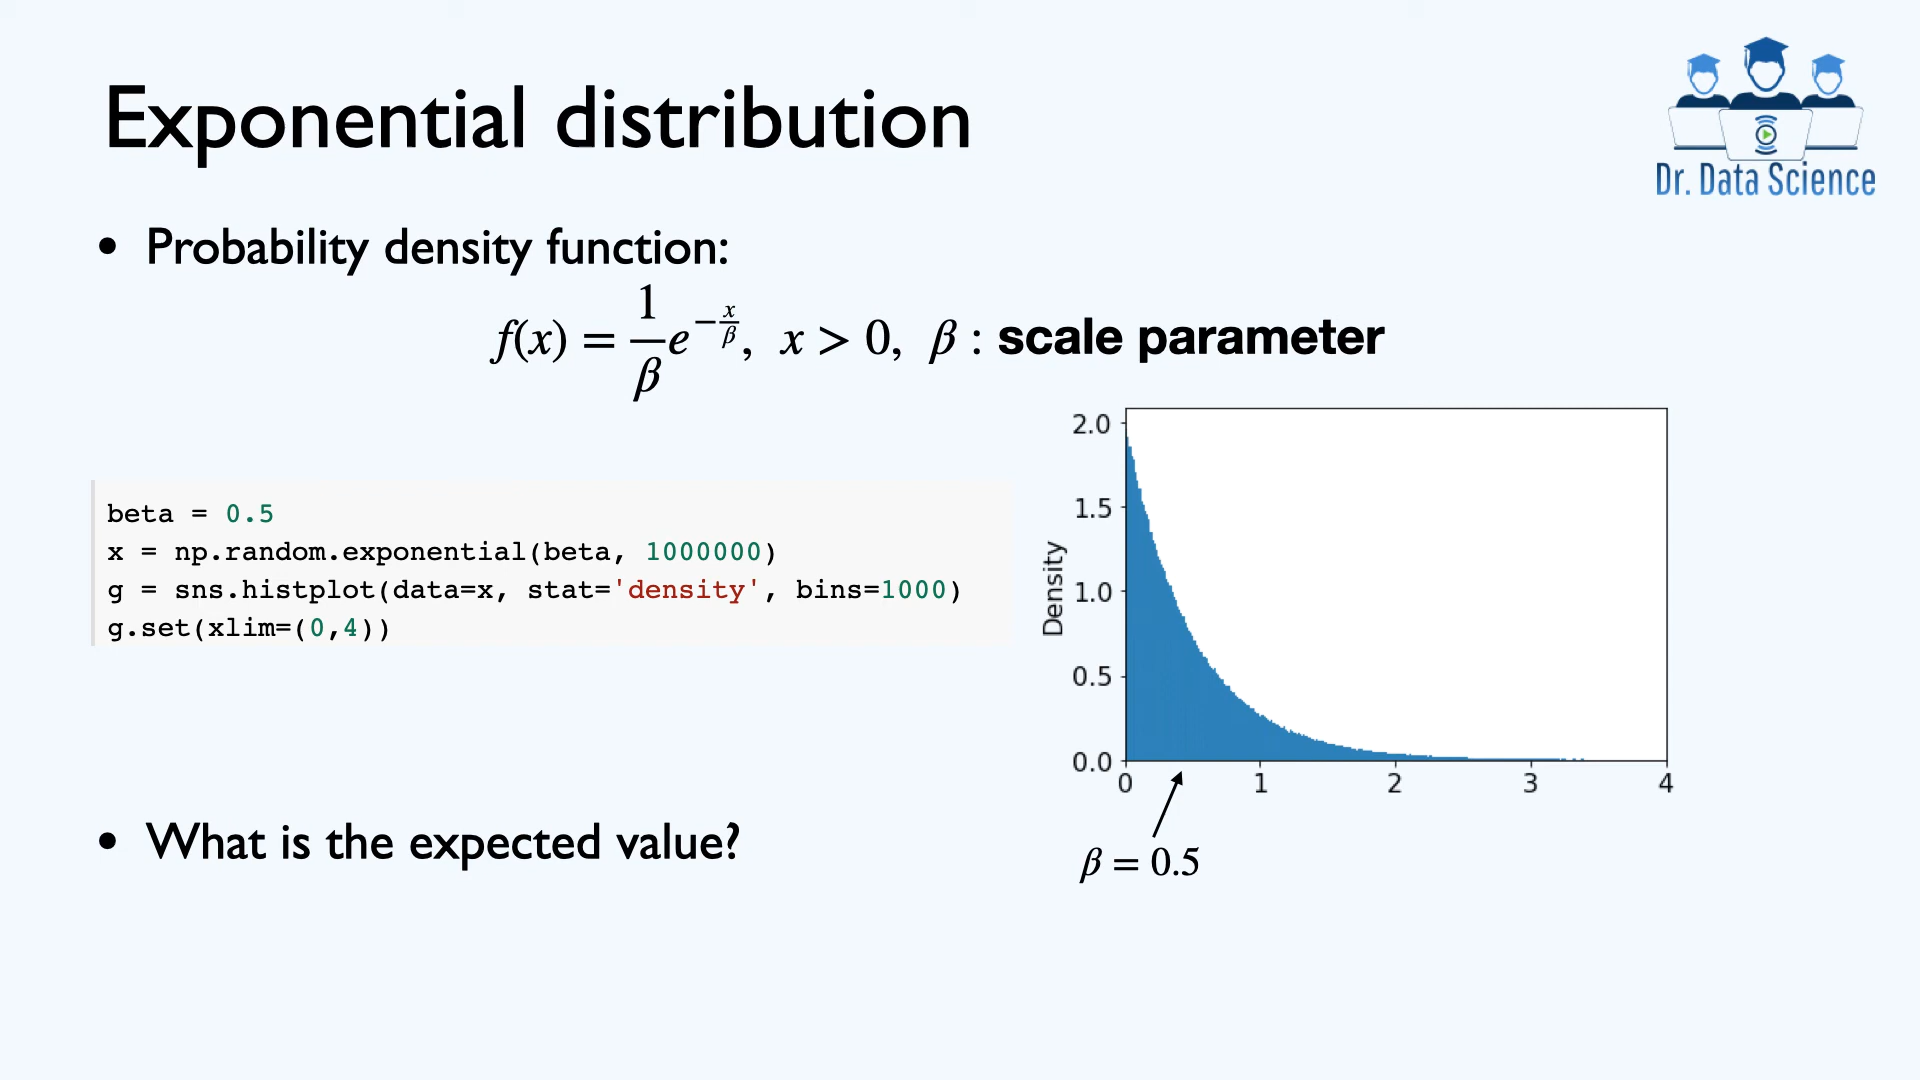 Exponential distribution
Dr. Data Science
• Probability density function:
f(x) = \frac{1}{β} e^{-\frac{x}{β}}, x > 0, β : scale parameter
beta = 0.5
x = np.random.exponential(beta, 1000000)
g = sns.histplot(data=x, stat='density', bins=1000)
g.set(xlim=(0,4))
Density
2.0
1.5
1.0
0.5
0.0
0 1 2 3 4
β = 0.5
• What is the expected value?